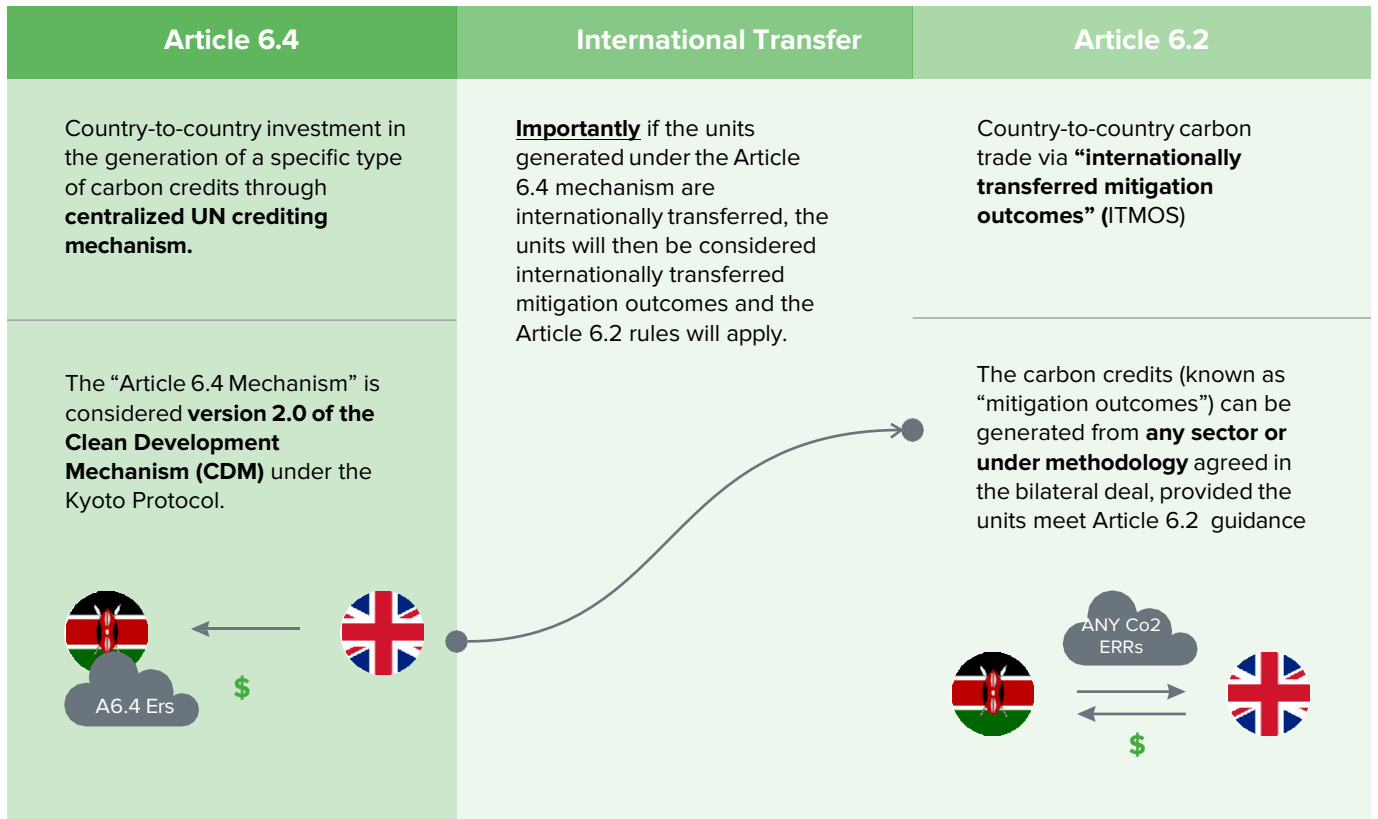 Article 6.4
International Transfer
Article 6.2
Country-to-country investment in
the generation of a specific type
of carbon credits through
centralized UN crediting
mechanism.
The “Article 6.4 Mechanism” is
considered version 2.0 of the
Clean Development
Mechanism (CDM) under the
Kyoto Protocol.
A6.4 Ers
$
Importantly if the units
generated under the Article
6.4 mechanism are
internationally transferred, the
units will then be considered
internationally transferred
mitigation outcomes and the
Article 6.2 rules will apply.
Country-to-country carbon
trade via “internationally
transferred mitigation
outcomes” (ITMOS)
The carbon credits (known as
“mitigation outcomes”) can be
generated from any sector or
under methodology agreed in
the bilateral deal, provided the
units meet Article 6.2 guidance
ANY Co2
ERRs
$